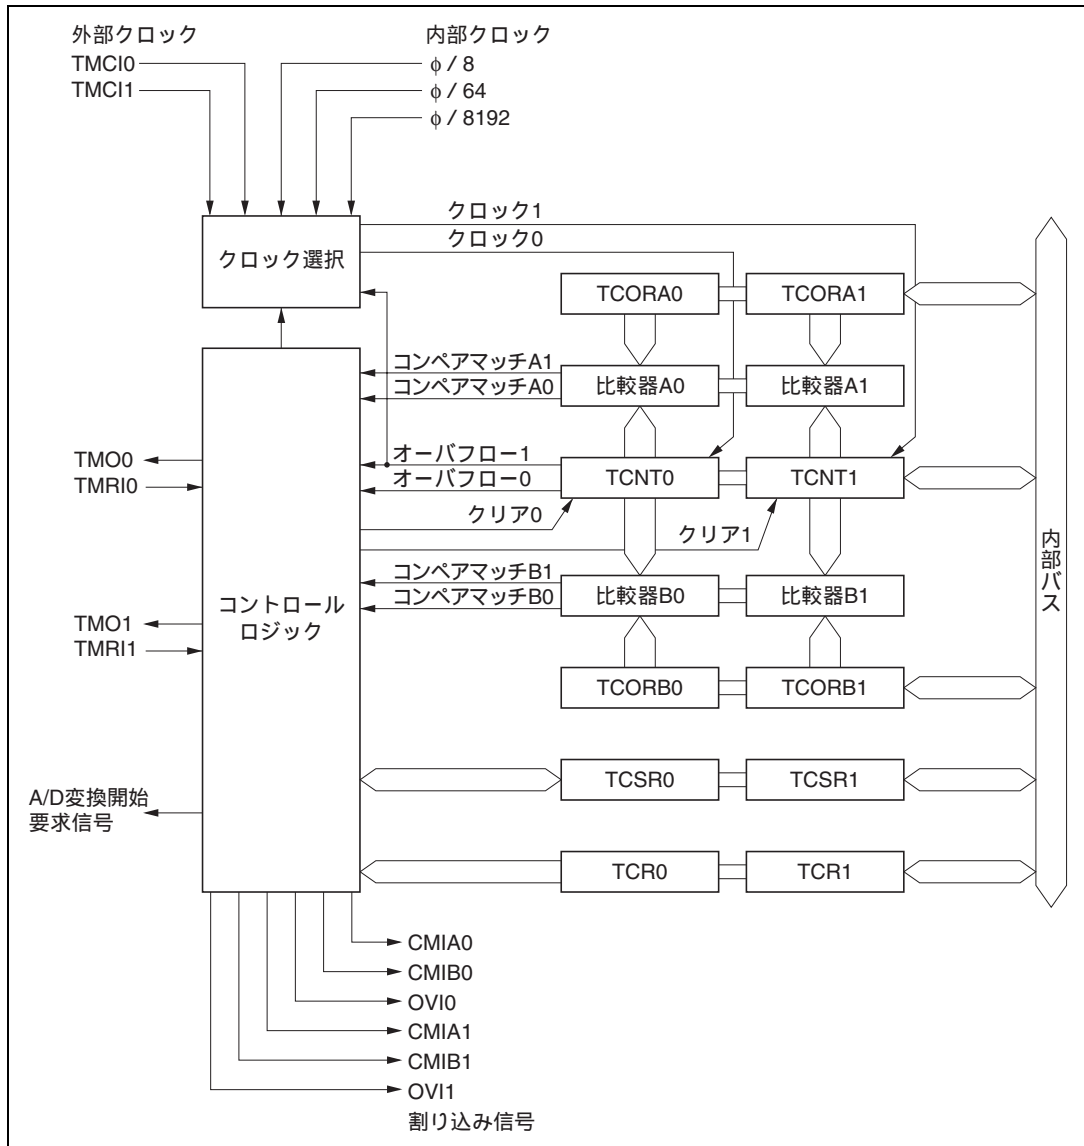 外部クロック
TMCI0
TMCI1
内部クロック
φ / 8
φ / 64
φ / 8192
クロック選択
クロック1
クロック0
TCORA0
TCORA1
コンペアマッチA1
コンペアマッチA0
比較器A0
比較器A1
TMO0
TMRI0
オーバフロー1
オーバフロー0
TCNT0
TCNT1
クリア0
クリア1
内部バス
コンペアマッチB1
コンペアマッチB0
比較器B0
比較器B1
コントロール
ロジック
TMO1
TMRI1
TCORB0
TCORB1
TCSR0
TCSR1
A/D変換開始
要求信号
TCR0
TCR1
CMIA0
CMIB0
OVI0
CMIA1
CMIB1
OVI1
割り込み信号